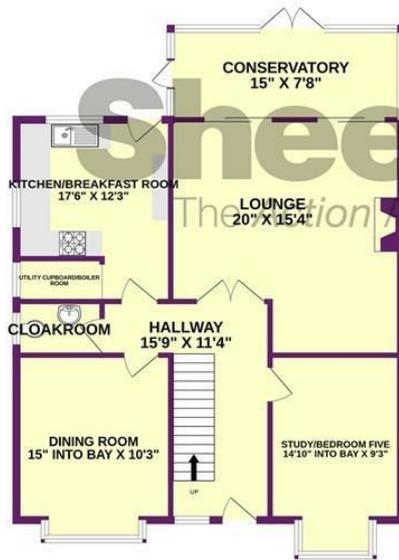 CONSERVATORY
15" X 7'8"
Shee
KITCHEN/BREAKFAST ROOM
17'6" X 12'3"
LOUNGE
20" X 15'4"
The Action
UTILITY CUPBOARD/BOILER
ROOM
CLOAKROOM
HALLWAY
15'9" X 11'4"
DINING ROOM
15" INTO BAY X 10'3"
STUDY/BEDROOM FIVE
14'10" INTO BAY X 9'3"
UP